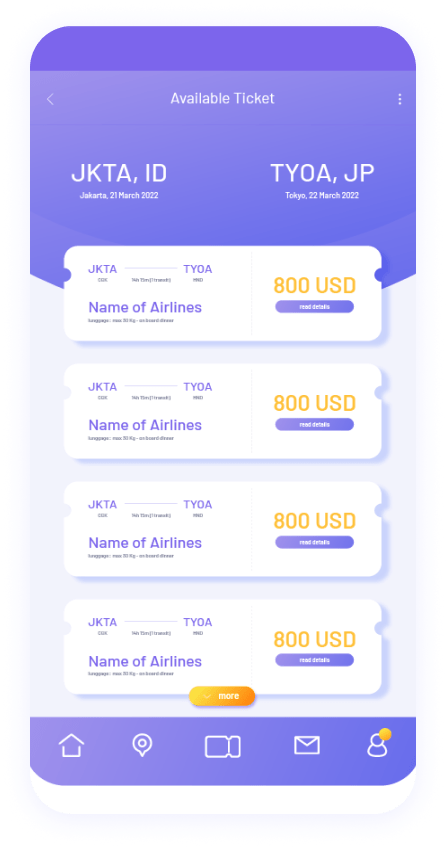 Available Ticket
JKTA, ID
TYOA, JP
Jakarta, 21 March 2022
Tokyo, 22 March 2022
JKTA TYOA
CGK 14h 15m (1 transit) HND
800 USD
read details
Name of Airlines
lounggage : max 30 Kg - on board dinner
JKTA TYOA
CGK 14h 15m (1 transit) HND
800 USD
read details
Name of Airlines
lounggage : max 30 Kg - on board dinner
JKTA TYOA
CGK 14h 15m (1 transit) HND
800 USD
read details
Name of Airlines
lounggage : max 30 Kg - on board dinner
JKTA TYOA
CGK 14h 15m (1 transit) HND
800 USD
read details
Name of Airlines
lounggage : max 30 Kg - on board dinner
more